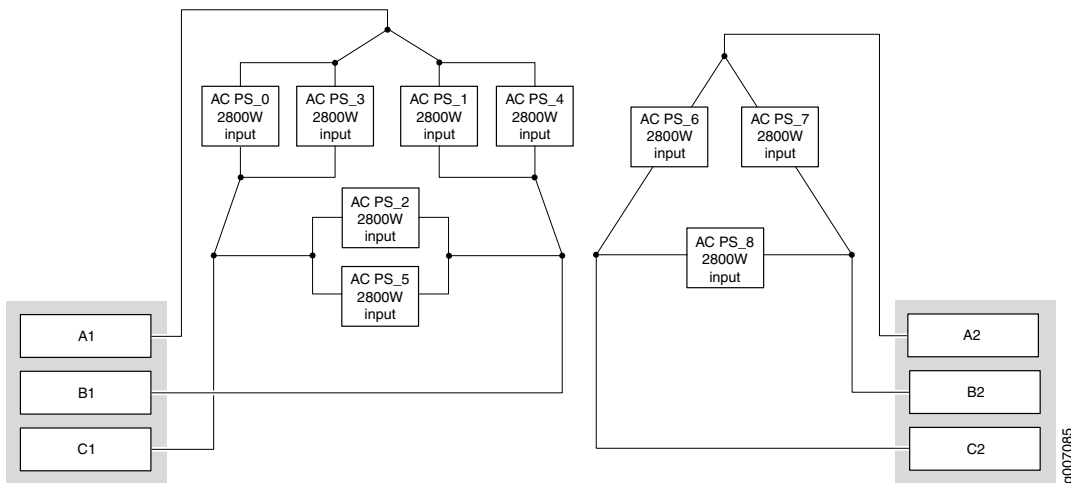 AC PS_0
2800W
input
AC PS_3
2800W
input
AC PS_1
2800W
input
AC PS_4
2800W
input
AC PS_6
2800W
input
AC PS_7
2800W
input
AC PS_2
2800W
input
AC PS_5
2800W
input
AC PS_8
2800W
input
A1
B1
C1
A2
B2
C2
g007085